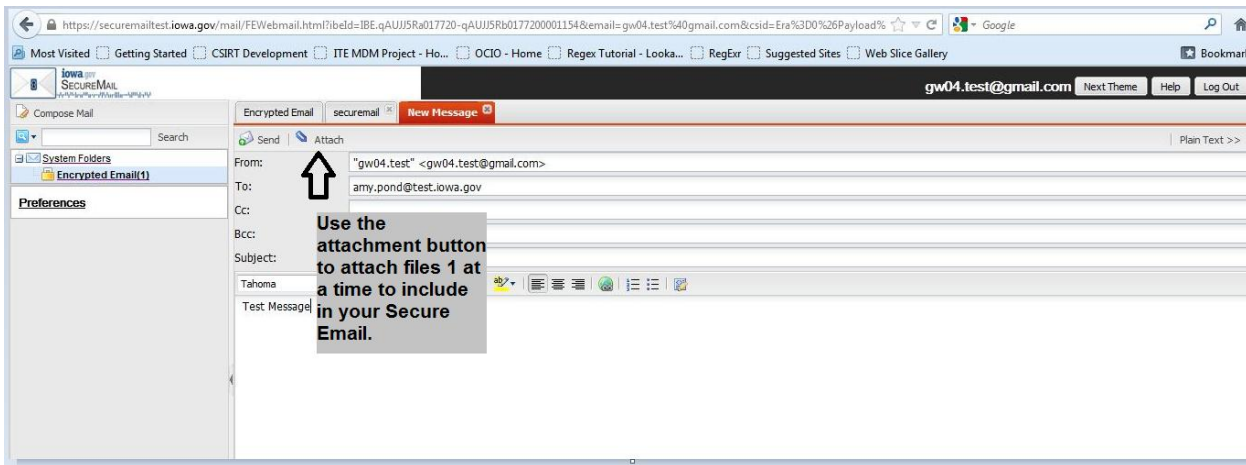 https://securemailtest.iowa.gov/mail/FEWebmail.html?ibeId=IBE.qAUJJ5Ra017720-qAUJJ5Rb0177200001154&email=gw04.test%40gmail.com&csid=Era%3D0%26Payload%
Google
Most Visited Getting Started CSIRT Development ITE MDM Project - Ho... OCIO - Home Regex Tutorial - Looka... RegExr Suggested Sites Web Slice Gallery Bookmar
iowa.gov
SECUREMAIL
gw04.test@gmail.com Next Theme Help Log Out
Compose Mail
Encrypted Email securemail New Message
Search
Send Attach Plain Text >>
System Folders
Encrypted Email(1)
Preferences
From: "gw04.test" <gw04.test@gmail.com>
To: amy.pond@test.iowa.gov
Cc:
Bcc:
Subject:
Tahoma
Test Message
Use the
attachment button
to attach files 1 at
a time to include
in your Secure
Email.